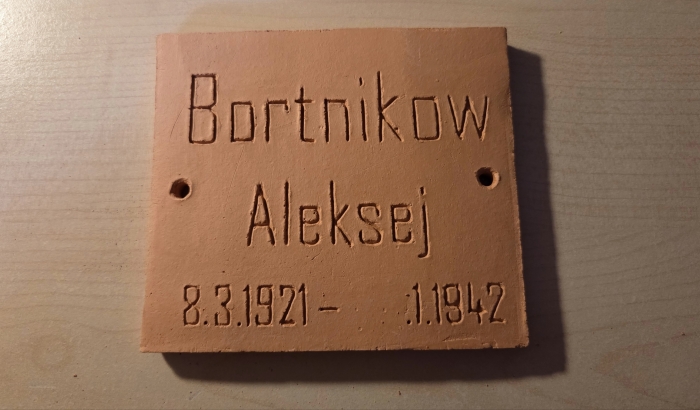 Bortnikow
Aleksej
8.3.1921 – .1.1942